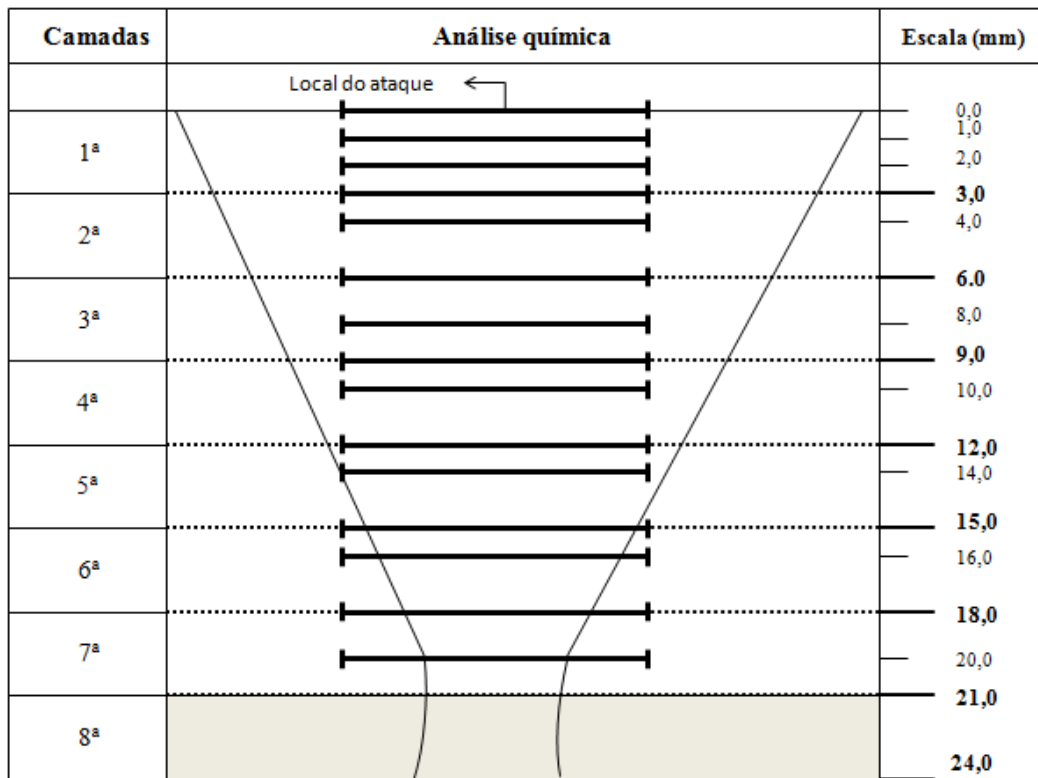 Camadas
Análise química
Escala (mm)
Local do ataque
0,0
1,0
1ª
2,0
3,0
4,0
2ª
6.0
8,0
3ª
9,0
10,0
4ª
12,0
14,0
5ª
15,0
16,0
6ª
18,0
7ª
20,0
21,0
8ª
24,0